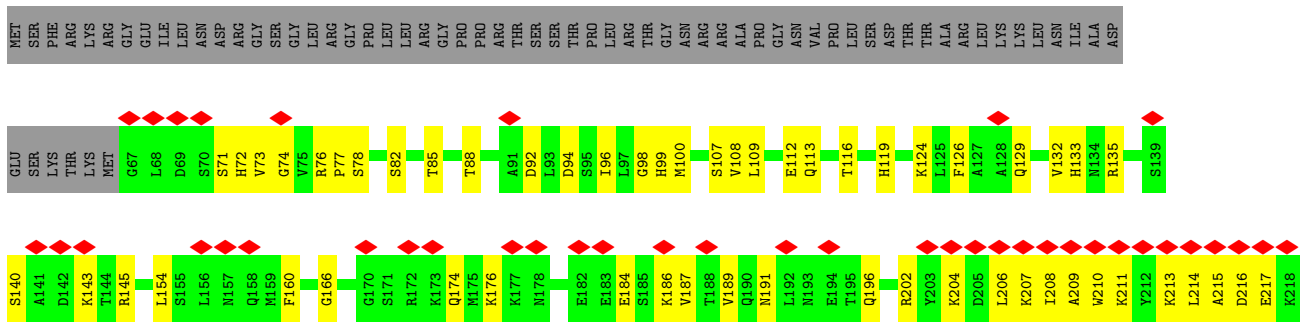 MET SER PHE ARG LYS ARG GLY GLU ILE LEU ASN ASP ARG GLY SER GLY LEU ARG GLY PRO LEU LEU ARG GLY PRO PRO ARG THR SER SER THR PRO LEU ARG THR GLY ASN ARG ARG ALA PRO GLY ASN VAL PRO LEU SER ASP THR THR ALA ARG LEU LYS LYS LEU ASN ILE ALA ASP
GLU SER LYS THR LYS MET G67 L68 D69 S70 S71 H72 V73 G74 V75 R76 P77 S78 S82 T85 T88 A91 D92 L93 D94 S95 I96 L97 G98 H99 M100 S107 V108 L109 E112 Q113 T116 H119 K124 L125 F126 A127 A128 Q129 V132 H133 N134 R135 S139
S140 A141 D142 K143 T144 R145 L154 S155 L156 N157 Q158 M159 F160 G166 G170 S171 R172 K173 Q174 M175 K176 K177 N178 E182 E183 E184 S185 K186 V187 T188 V189 Q190 N191 L192 N193 E194 T195 Q196 R202 Y203 K204 D205 L206 K207 I208 A209 W210 K211 Y212 K213 L214 A215 D216 E217 K218